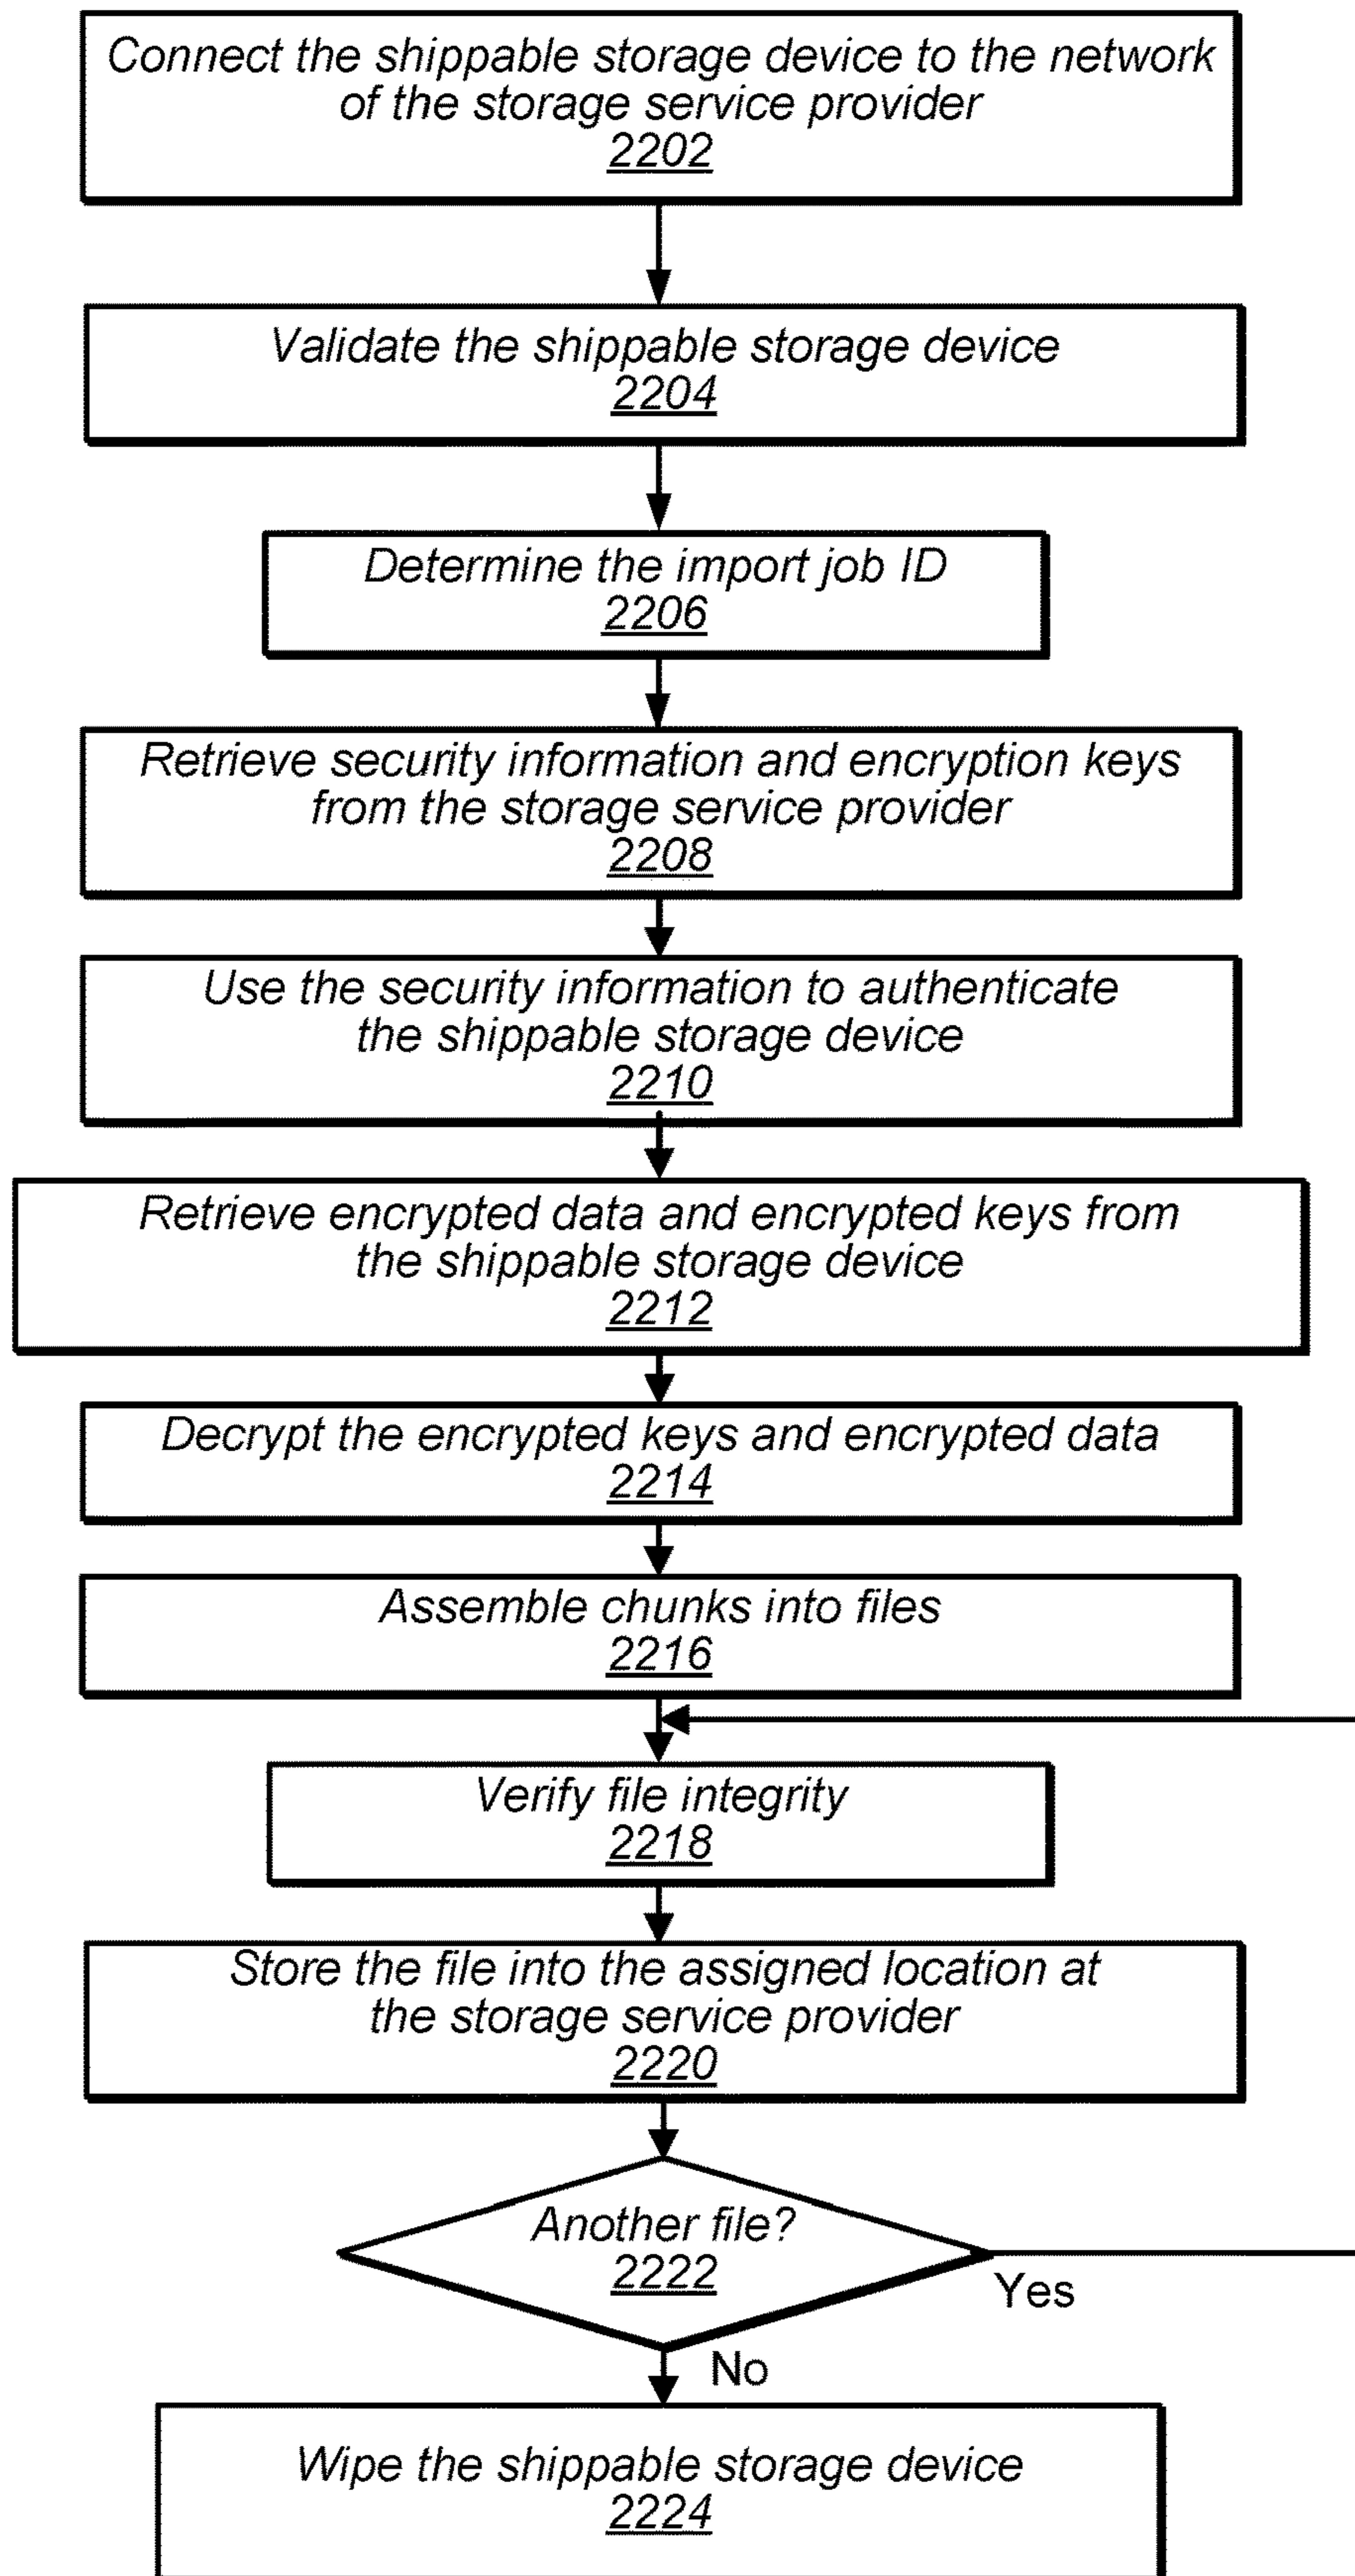 Connect the shippable storage device to the network
of the storage service provider
2202
Validate the shippable storage device
2204
Determine the import job ID
2206
Retrieve security information and encryption keys
from the storage service provider
2208
Use the security information to authenticate
the shippable storage device
2210
Retrieve encrypted data and encrypted keys from
the shippable storage device
2212
Decrypt the encrypted keys and encrypted data
2214
Assemble chunks into files
2216
Verify file integrity
2218
Store the file into the assigned location at
the storage service provider
2220
Another file?
2222
Yes
No
Wipe the shippable storage device
2224